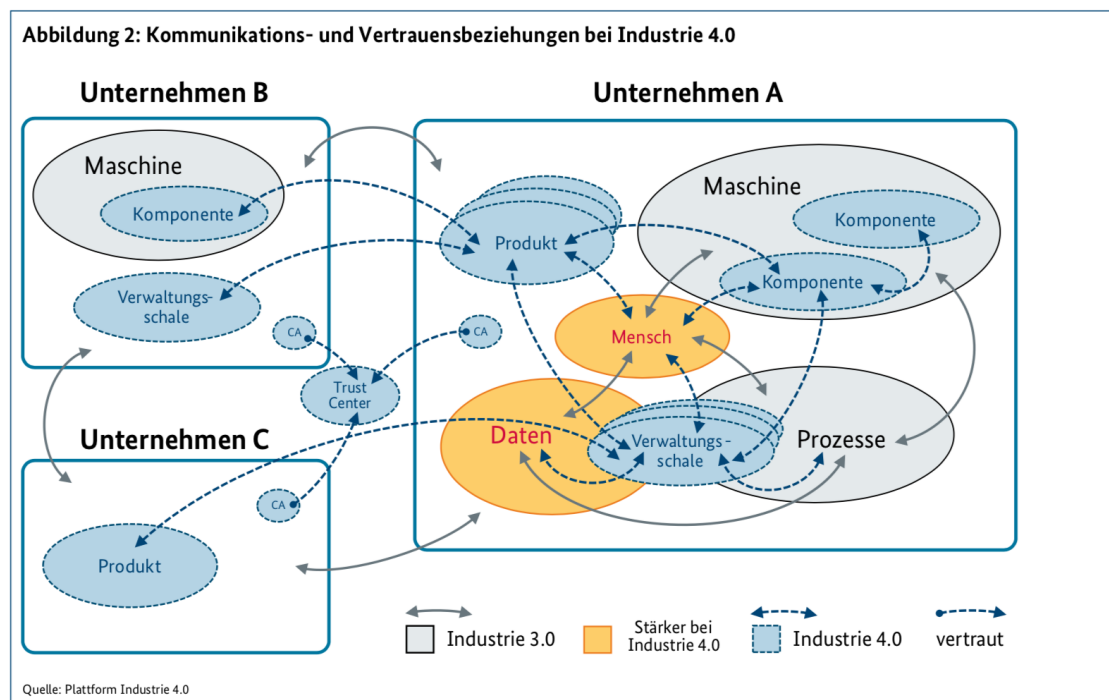 Abbildung 2: Kommunikations- und Vertrauensbeziehungen bei Industrie 4.0
Unternehmen B
Maschine
Komponente
Verwaltungs-
schale
CA
Unternehmen A
Produkt
Maschine
Komponente
Komponente
Mensch
CA
Daten
Verwaltungs-
schale
Prozesse
Trust
Center
Unternehmen C
CA
Produkt
Industrie 3.0
Stärker bei
Industrie 4.0
Industrie 4.0
vertraut
Quelle: Plattform Industrie 4.0